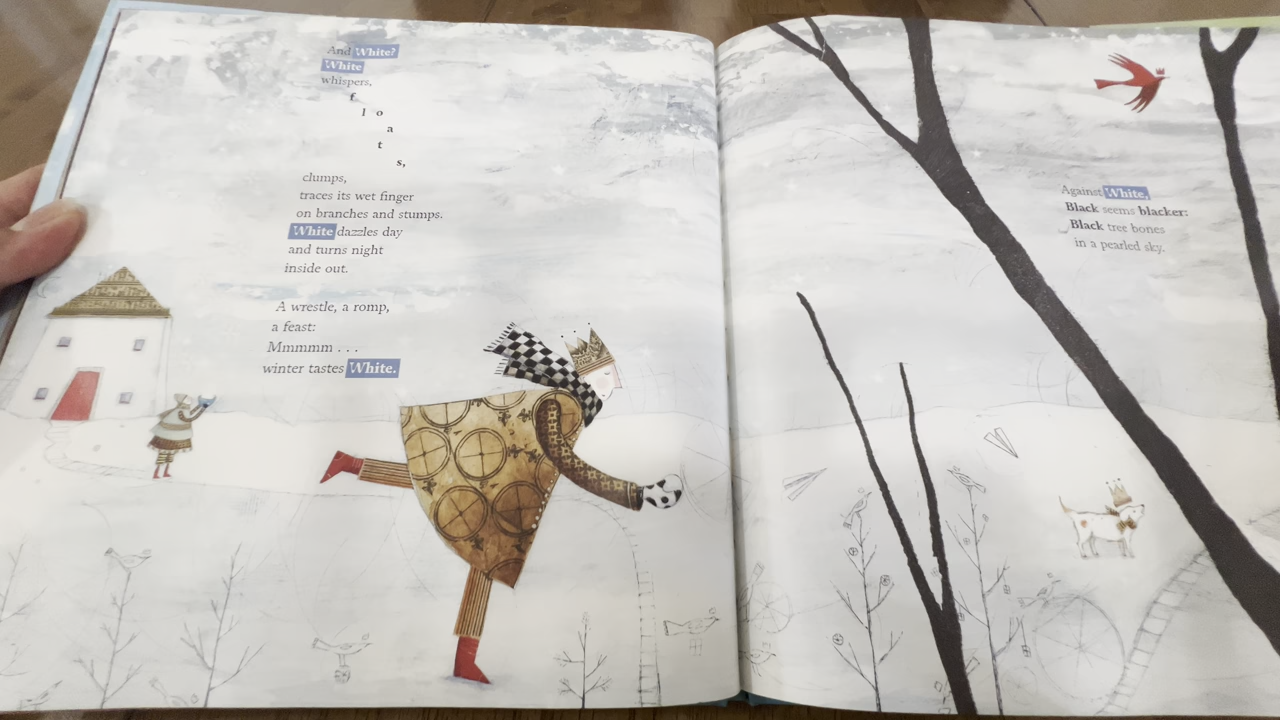 And White?
White
whispers,
f
l o
a
t
s,
clumps,
traces its wet finger
on branches and stumps.
White dazzles day
and turns night
inside out.
A wrestle, a romp,
a feast:
Mmmmm . . .
winter tastes White.
Against White,
Black seems blacker:
Black tree bones
in a pearled sky.